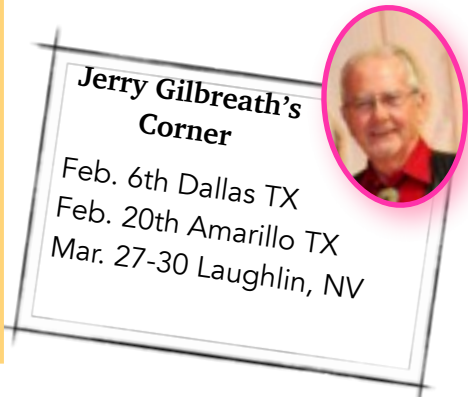 Jerry Gilbreath's
Corner
Feb. 6th Dallas TX
Feb. 20th Amarillo TX
Mar. 27-30 Laughlin, NV